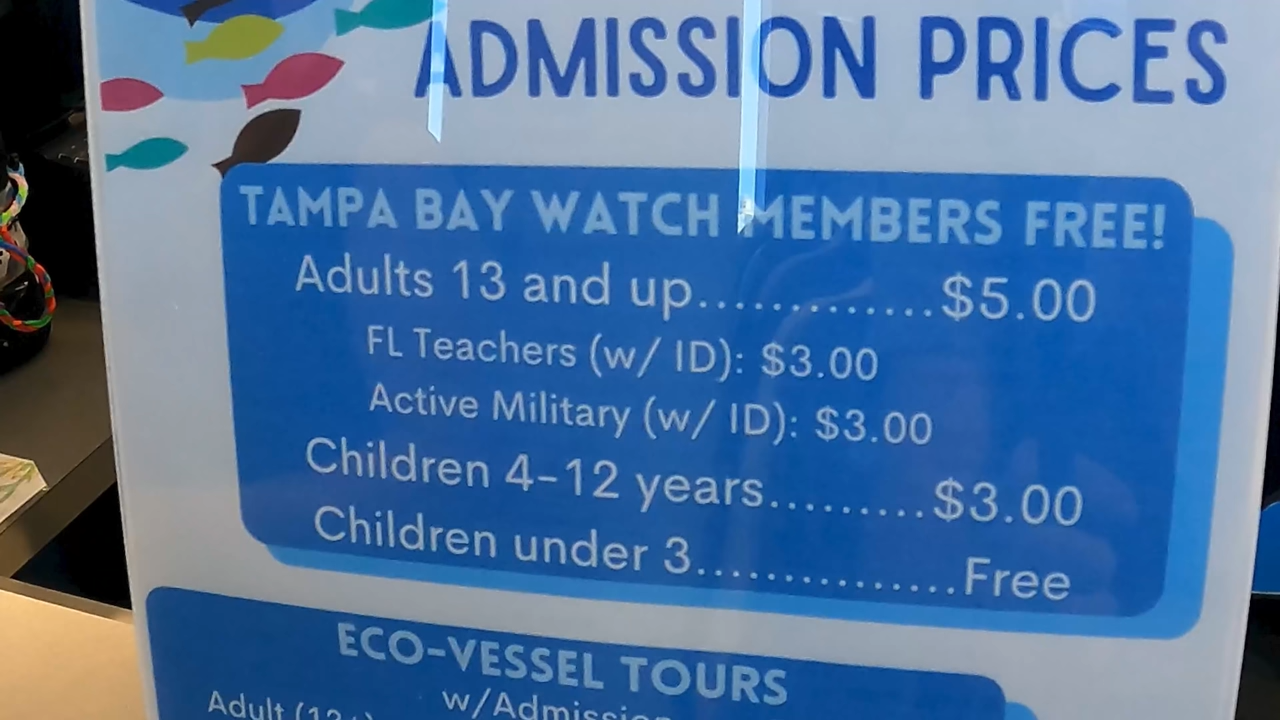 ADMISSION PRICES
TAMPA BAY WATCH MEMBERS FREE!
Adults 13 and up.............$5.00
FL Teachers (w/ ID): $3.00
Active Military (w/ ID): $3.00
Children 4-12 years.........$3.00
Children under 3...............Free
ECO-VESSEL TOURS
w/Admission
Adult